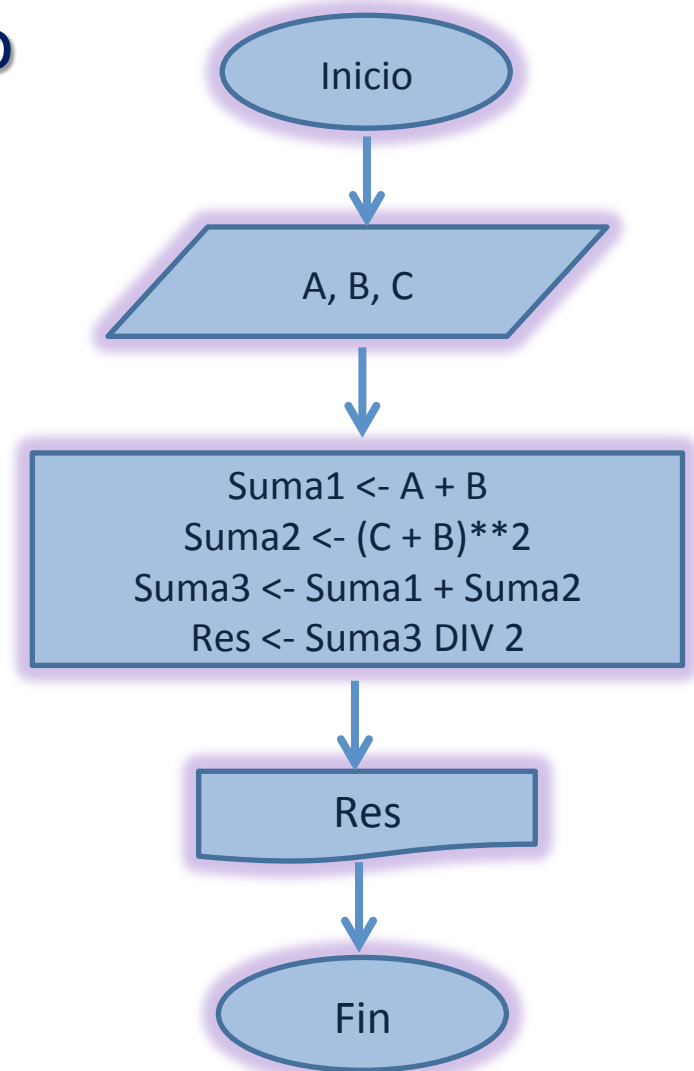 o
Inicio
A, B, C
Suma1 <- A + B
Suma2 <- (C + B)**2
Suma3 <- Suma1 + Suma2
Res <- Suma3 DIV 2
Res
Fin